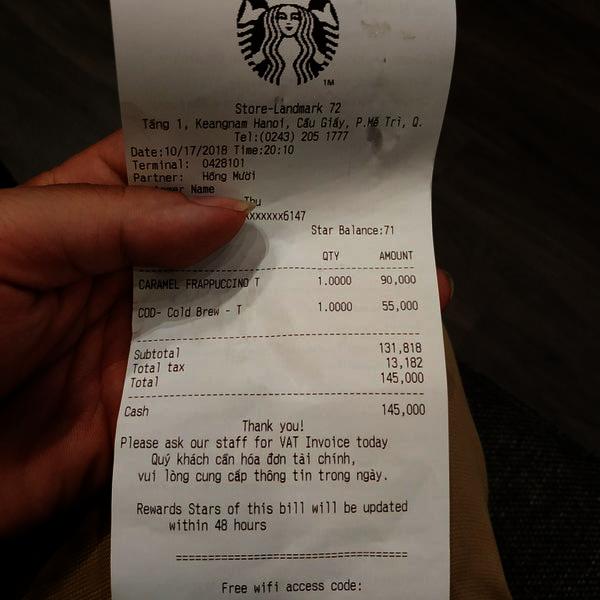 TM
Store-Landmark 72
Tầng 1, Keangnam Hanoi, Cầu Giấy, P.Mễ Trì, Q.
Tel:(0243) 205 1777
Date:10/17/2018 Time:20:10
Terminal: 0428101
Partner: Hồng Mười
Name
Thu
xxxxxx6147
Star Balance:71
QTY AMOUNT
CARAMEL FRAPPUCCINO T 1.0000 90,000
COD- Cold Brew - T 1.0000 55,000
Subtotal 131,818
Total tax 13,182
Total 145,000
Cash 145,000
Thank you!
Please ask our staff for VAT Invoice today
Quý khách cần hóa đơn tài chính,
vui lòng cung cấp thông tin trong ngày.
Rewards Stars of this bill will be updated
within 48 hours
Free wifi access code: